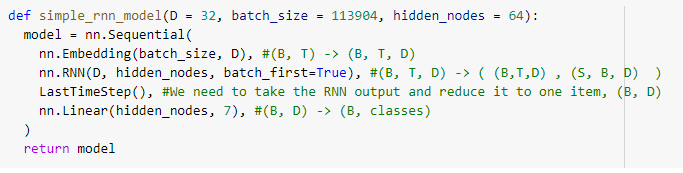 def simple_rnn_model(D = 32, batch_size = 113904, hidden_nodes = 64):
  model = nn.Sequential(
    nn.Embedding(batch_size, D), #(B, T) -> (B, T, D)
    nn.RNN(D, hidden_nodes, batch_first=True), #(B, T, D) -> ( (B,T,D) , (S, B, D)  )
    LastTimeStep(), #We need to take the RNN output and reduce it to one item, (B, D)
    nn.Linear(hidden_nodes, 7), #(B, D) -> (B, classes)
  )
  return model